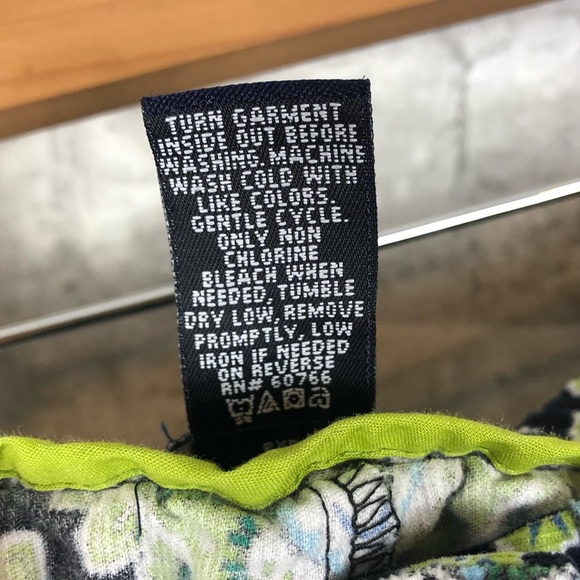 TURN GARMENT
INSIDE OUT BEFORE
WASHING MACHINE
WASH COLD WITH
LIKE COLORS.
GENTLE CYCLE.
ONLY NON
CHLORINE
BLEACH WHEN
NEEDED, TUMBLE
DRY LOW, REMOVE
PROMPTLY, LOW
IRON IF NEEDED
ON REVERSE
RN# 60766